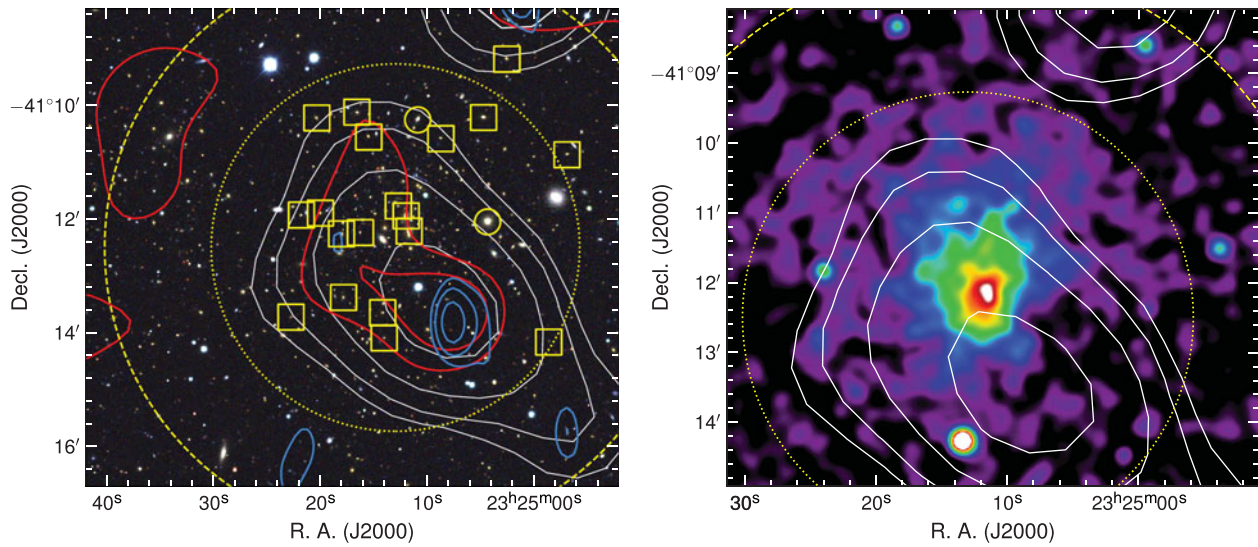 −41°10′
12′
14′
16′
Decl. (J2000)
40ˢ
30ˢ
20ˢ
10ˢ
23ʰ25ᵐ00ˢ
R. A. (J2000)
−41°09′
10′
11′
12′
13′
14′
Decl. (J2000)
30ˢ
20ˢ
10ˢ
23ʰ25ᵐ00ˢ
R. A. (J2000)